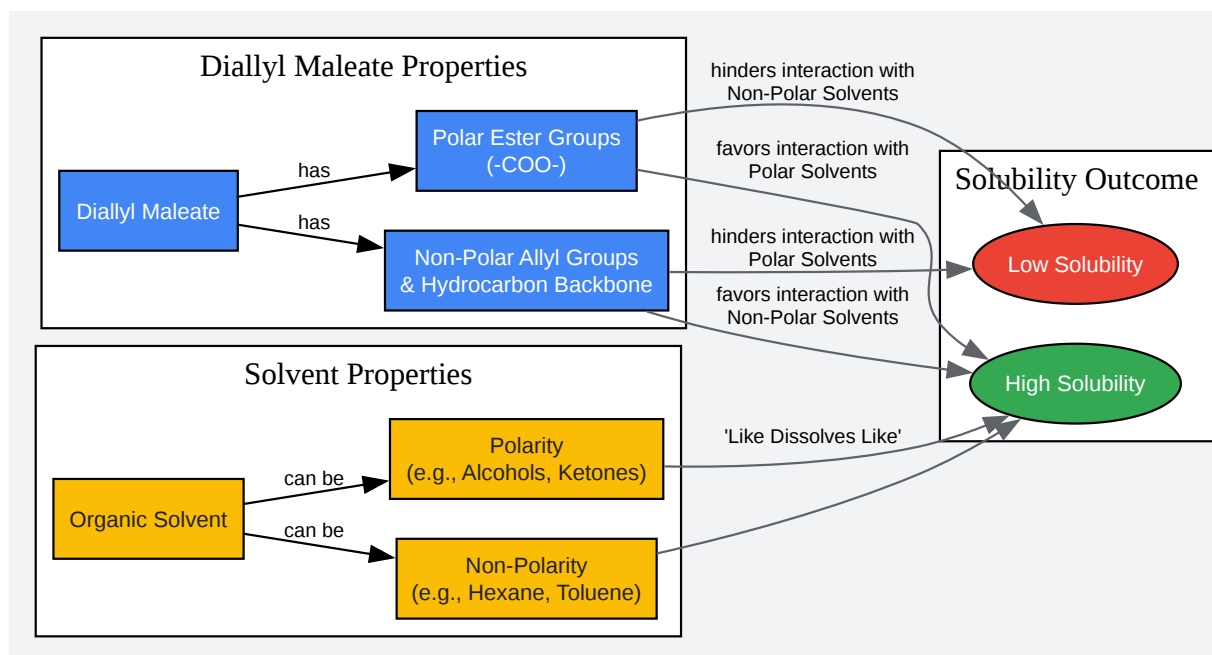 Diallyl Maleate Properties
Diallyl Maleate
has
has
Polar Ester Groups
(-COO-)
Non-Polar Allyl Groups
& Hydrocarbon Backbone
hinders interaction with
Non-Polar Solvents
favors interaction with
Polar Solvents
hinders interaction with
Polar Solvents
favors interaction with
Non-Polar Solvents
Solubility Outcome
Low Solubility
High Solubility
Solvent Properties
Organic Solvent
can be
can be
Polarity
(e.g., Alcohols, Ketones)
Non-Polarity
(e.g., Hexane, Toluene)
'Like Dissolves Like'